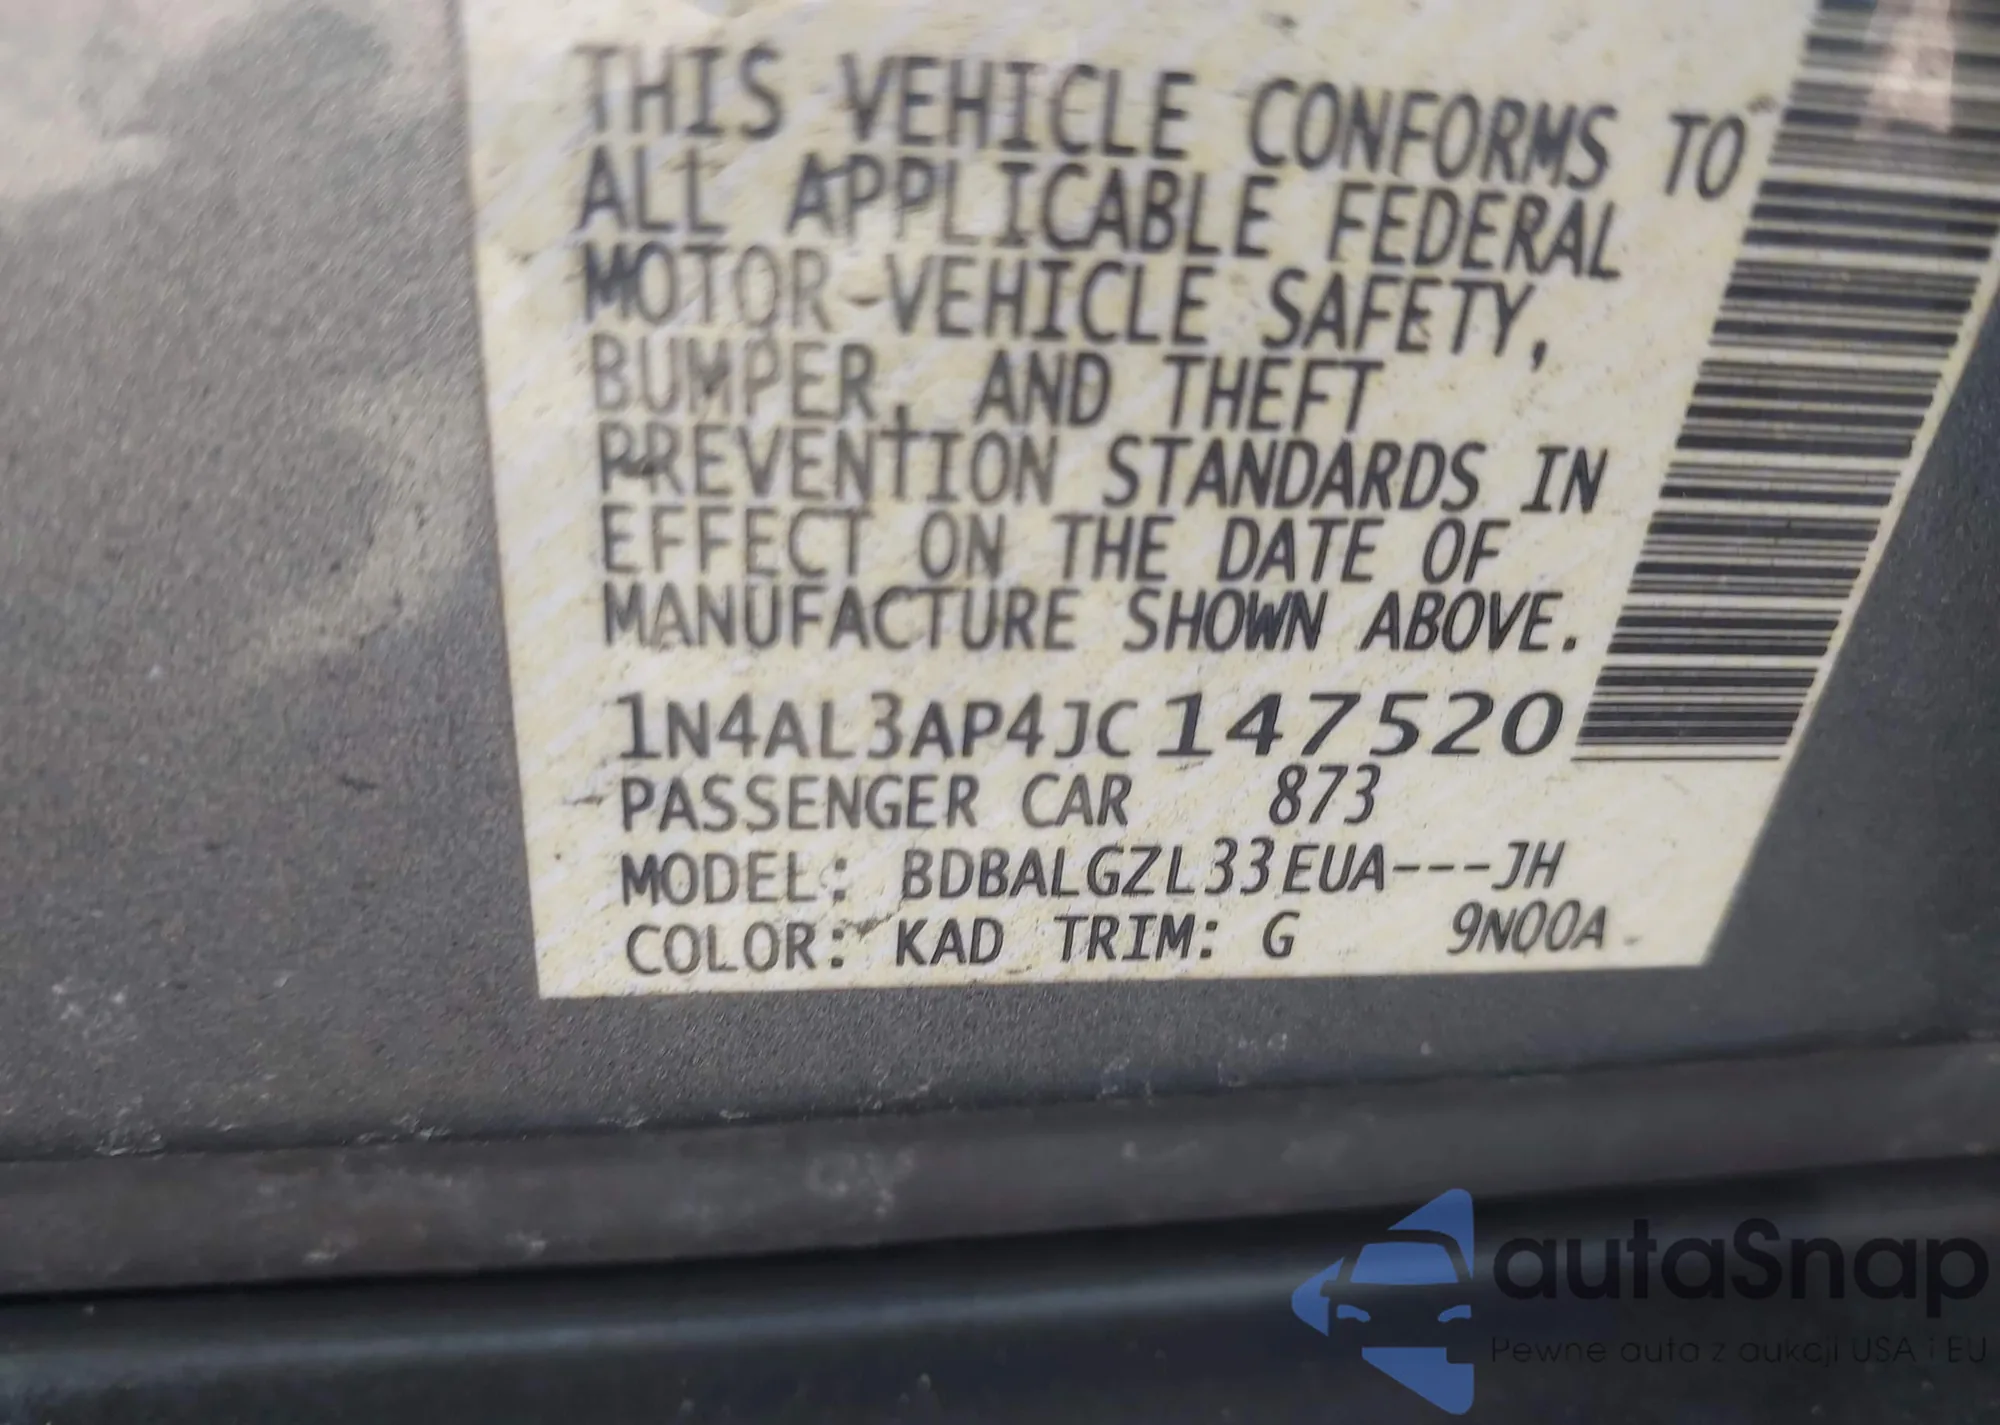 THIS VEHICLE CONFORMS TO
ALL APPLICABLE FEDERAL
MOTOR-VEHICLE SAFETY,
BUMPER, AND THEFT
PREVENTION STANDARDS IN
EFFECT ON THE DATE OF
MANUFACTURE SHOWN ABOVE.
1N4AL3AP4JC147520
PASSENGER CAR 873
MODEL: BDBALGZL33EUA---JH
COLOR: KAD TRIM: G 9N00A
autaSnap
Pewne auta z aukcji USA i EU